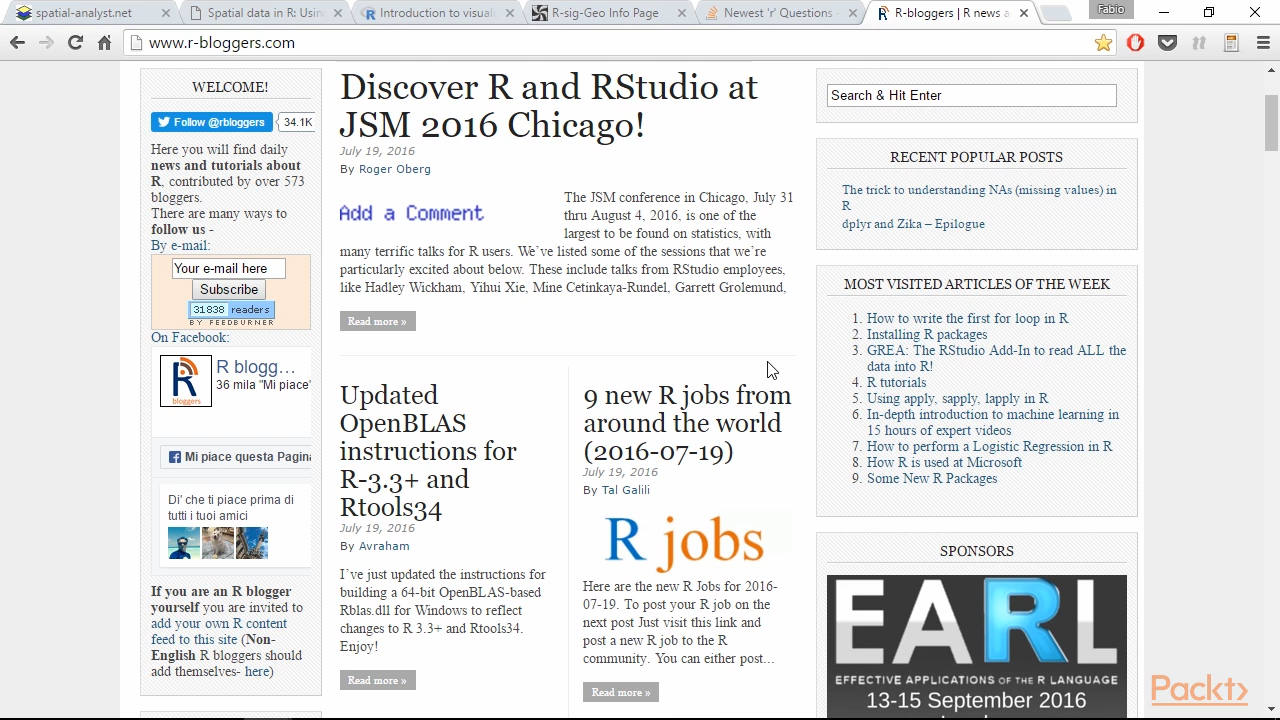 spatial-analyst.net
Spatial data in R: Usin
Introduction to visuali
R-sig-Geo Info Page
Newest 'r' Questions -
R-bloggers | R news a
Fabio
www.r-bloggers.com
WELCOME!
Follow @rbloggers
34.1K
Here you will find daily
news and tutorials about
R, contributed by over 573
bloggers.
There are many ways to
follow us -
By e-mail:
Your e-mail here
Subscribe
31838 readers
BY FEEDBURNER
On Facebook:
R blogg…
36 mila "Mi piace"
bloggers
Mi piace questa Pagina
Di' che ti piace prima di
tutti i tuoi amici
If you are an R blogger
yourself you are invited to
add your own R content
feed to this site (Non-
English R bloggers should
add themselves- here)
Discover R and RStudio at
JSM 2016 Chicago!
July 19, 2016
By Roger Oberg
Add a Comment
The JSM conference in Chicago, July 31
thru August 4, 2016, is one of the
largest to be found on statistics, with
many terrific talks for R users. We've listed some of the sessions that we're
particularly excited about below. These include talks from RStudio employees,
like Hadley Wickham, Yihui Xie, Mine Cetinkaya-Rundel, Garrett Grolemund,
Read more »
Updated
OpenBLAS
instructions for
R-3.3+ and
Rtools34
July 19, 2016
By Avraham
I've just updated the instructions for
building a 64-bit OpenBLAS-based
Rblas.dll for Windows to reflect
changes to R 3.3+ and Rtools34.
Enjoy!
Read more »
9 new R jobs from
around the world
(2016-07-19)
July 19, 2016
By Tal Galili
R jobs
Here are the new R Jobs for 2016-
07-19. To post your R job on the
next post Just visit this link and
post a new R job to the R
community. You can either post...
Read more »
Search & Hit Enter
RECENT POPULAR POSTS
The trick to understanding NAs (missing values) in
R
dplyr and Zika – Epilogue
MOST VISITED ARTICLES OF THE WEEK
1. How to write the first for loop in R
2. Installing R packages
3. GREA: The RStudio Add-In to read ALL the
data into R!
4. R tutorials
5. Using apply, sapply, lapply in R
6. In-depth introduction to machine learning in
15 hours of expert videos
7. How to perform a Logistic Regression in R
8. How R is used at Microsoft
9. Some New R Packages
SPONSORS
EARL
EFFECTIVE APPLICATIONS OF THE R LANGUAGE
13-15 September 2016
Packt